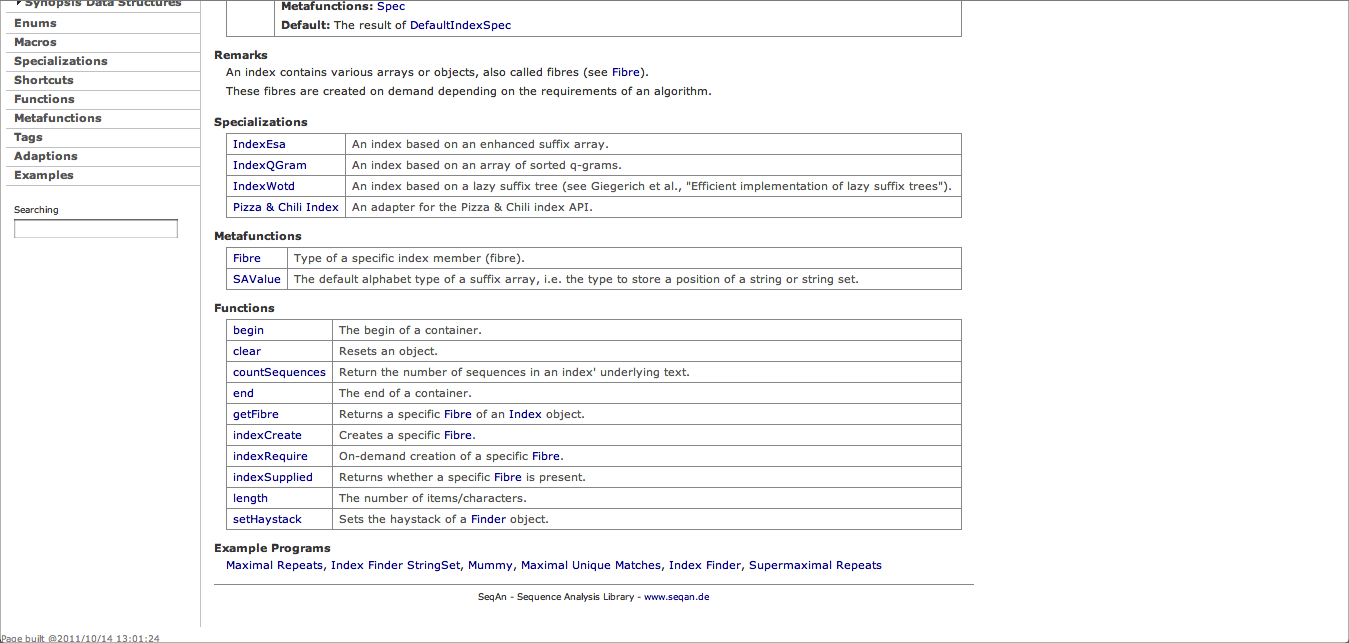 Synopsis Data Structures
Enums
Macros
Specializations
Shortcuts
Functions
Metafunctions
Tags
Adaptions
Examples
Searching
Metafunctions: Spec
Default: The result of DefaultIndexSpec
Remarks
An index contains various arrays or objects, also called fibres (see Fibre).
These fibres are created on demand depending on the requirements of an algorithm.
Specializations
IndexEsa An index based on an enhanced suffix array.
IndexQGram An index based on an array of sorted q-grams.
IndexWotd An index based on a lazy suffix tree (see Giegerich et al., "Efficient implementation of lazy suffix trees").
Pizza & Chili Index An adapter for the Pizza & Chili index API.
Metafunctions
Fibre Type of a specific index member (fibre).
SAValue The default alphabet type of a suffix array, i.e. the type to store a position of a string or string set.
Functions
begin The begin of a container.
clear Resets an object.
countSequences Return the number of sequences in an index' underlying text.
end The end of a container.
getFibre Returns a specific Fibre of an Index object.
indexCreate Creates a specific Fibre.
indexRequire On-demand creation of a specific Fibre.
indexSupplied Returns whether a specific Fibre is present.
length The number of items/characters.
setHaystack Sets the haystack of a Finder object.
Example Programs
Maximal Repeats, Index Finder StringSet, Mummy, Maximal Unique Matches, Index Finder, Supermaximal Repeats
SeqAn - Sequence Analysis Library - www.seqan.de
Page built @2011/10/14 13:01:24